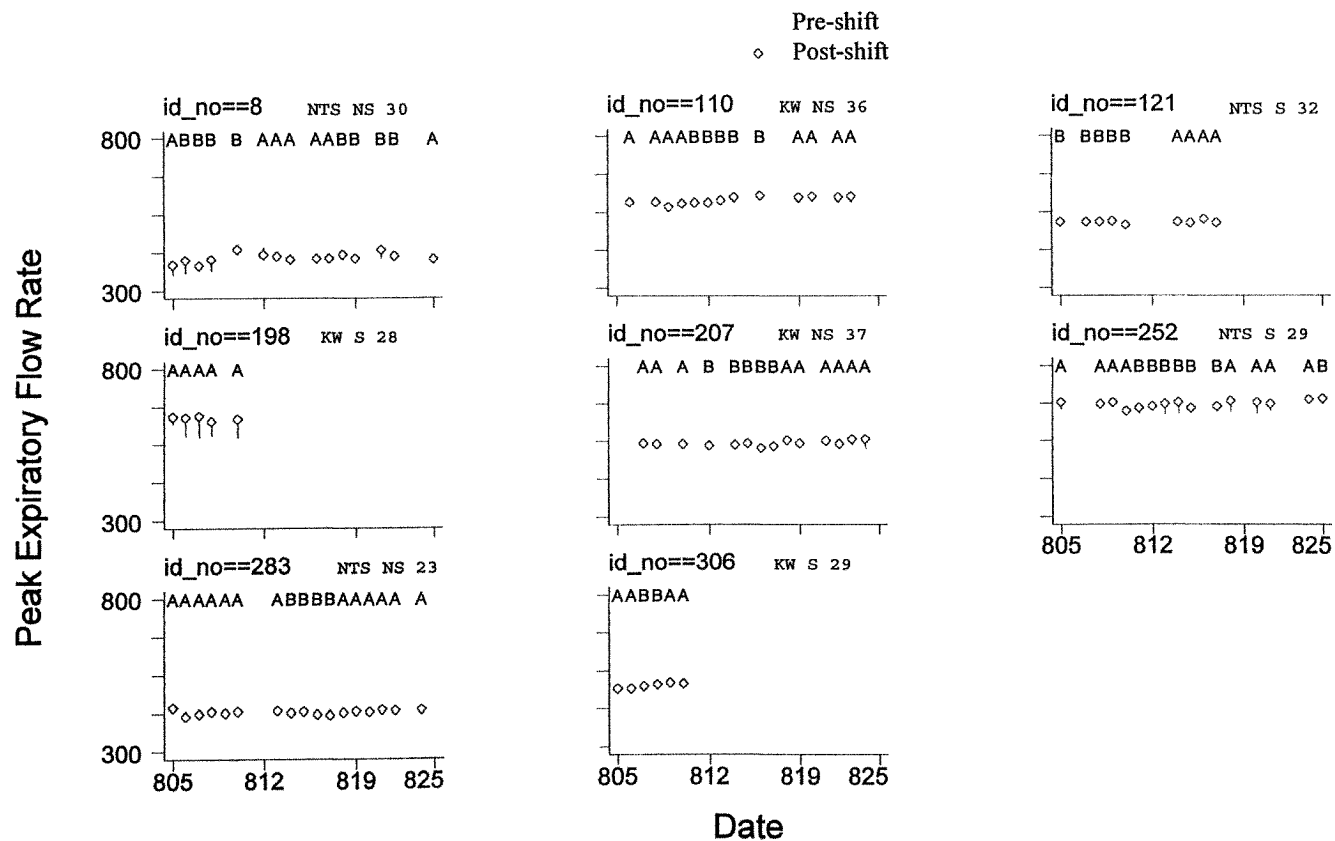 Pre-shift
◇ Post-shift
id_no==8 NTS NS 30
800
ABBB B AAA AABB BB A
300
id_no==110 KW NS 36
A AAABBBB B AA AA
id_no==121 NTS S 32
B BBBB AAAA
id_no==198 KW S 28
800
AAAA A
300
id_no==207 KW NS 37
AA A B BBBBAA AAAA
id_no==252 NTS S 29
A AAABBBBB BA AA AB
805 812 819 825
id_no==283 NTS NS 23
800
AAAAAA ABBBBAAAAA A
300
805 812 819 825
id_no==306 KW S 29
AABBAA
805 812 819 825
Peak Expiratory Flow Rate
Date